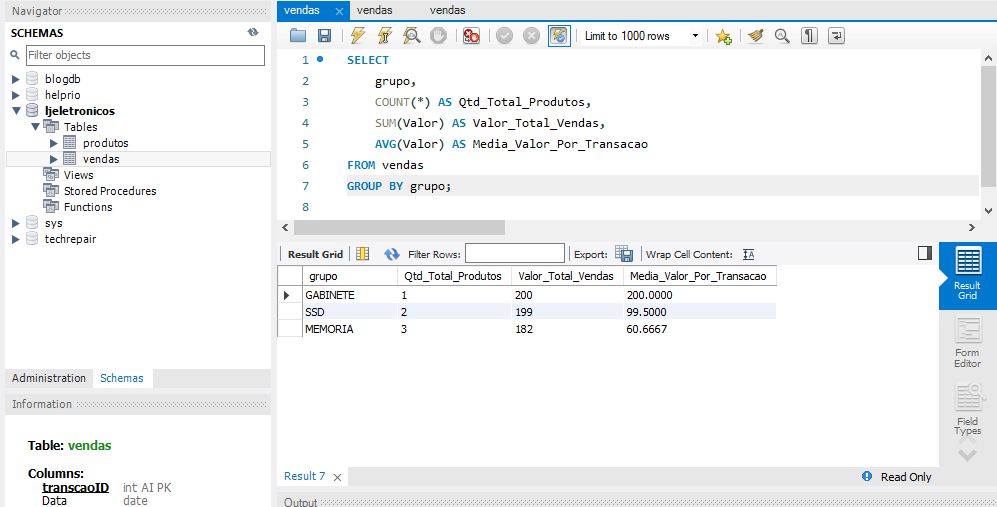 Navigator
SCHEMAS
Filter objects
blogdb
helprio
ljeletronicos
Tables
produtos
vendas
Views
Stored Procedures
Functions
sys
techrepair
Administration Schemas
Information
Table: vendas
Columns:
transcaoID int AI PK
Data date
vendas vendas vendas
Limit to 1000 rows
1 SELECT
2 grupo,
3 COUNT(*) AS Qtd_Total_Produtos,
4 SUM(Valor) AS Valor_Total_Vendas,
5 AVG(Valor) AS Media_Valor_Por_Transacao
6 FROM vendas
7 GROUP BY grupo;
8
Result Grid Filter Rows: Export: Wrap Cell Content:
grupo Qtd_Total_Produtos Valor_Total_Vendas Media_Valor_Por_Transacao
GABINETE 1 200 200.0000
SSD 2 199 99.5000
MEMORIA 3 182 60.6667
Result
Grid
Form
Editor
Field
Types
Result 7 Read Only
Output